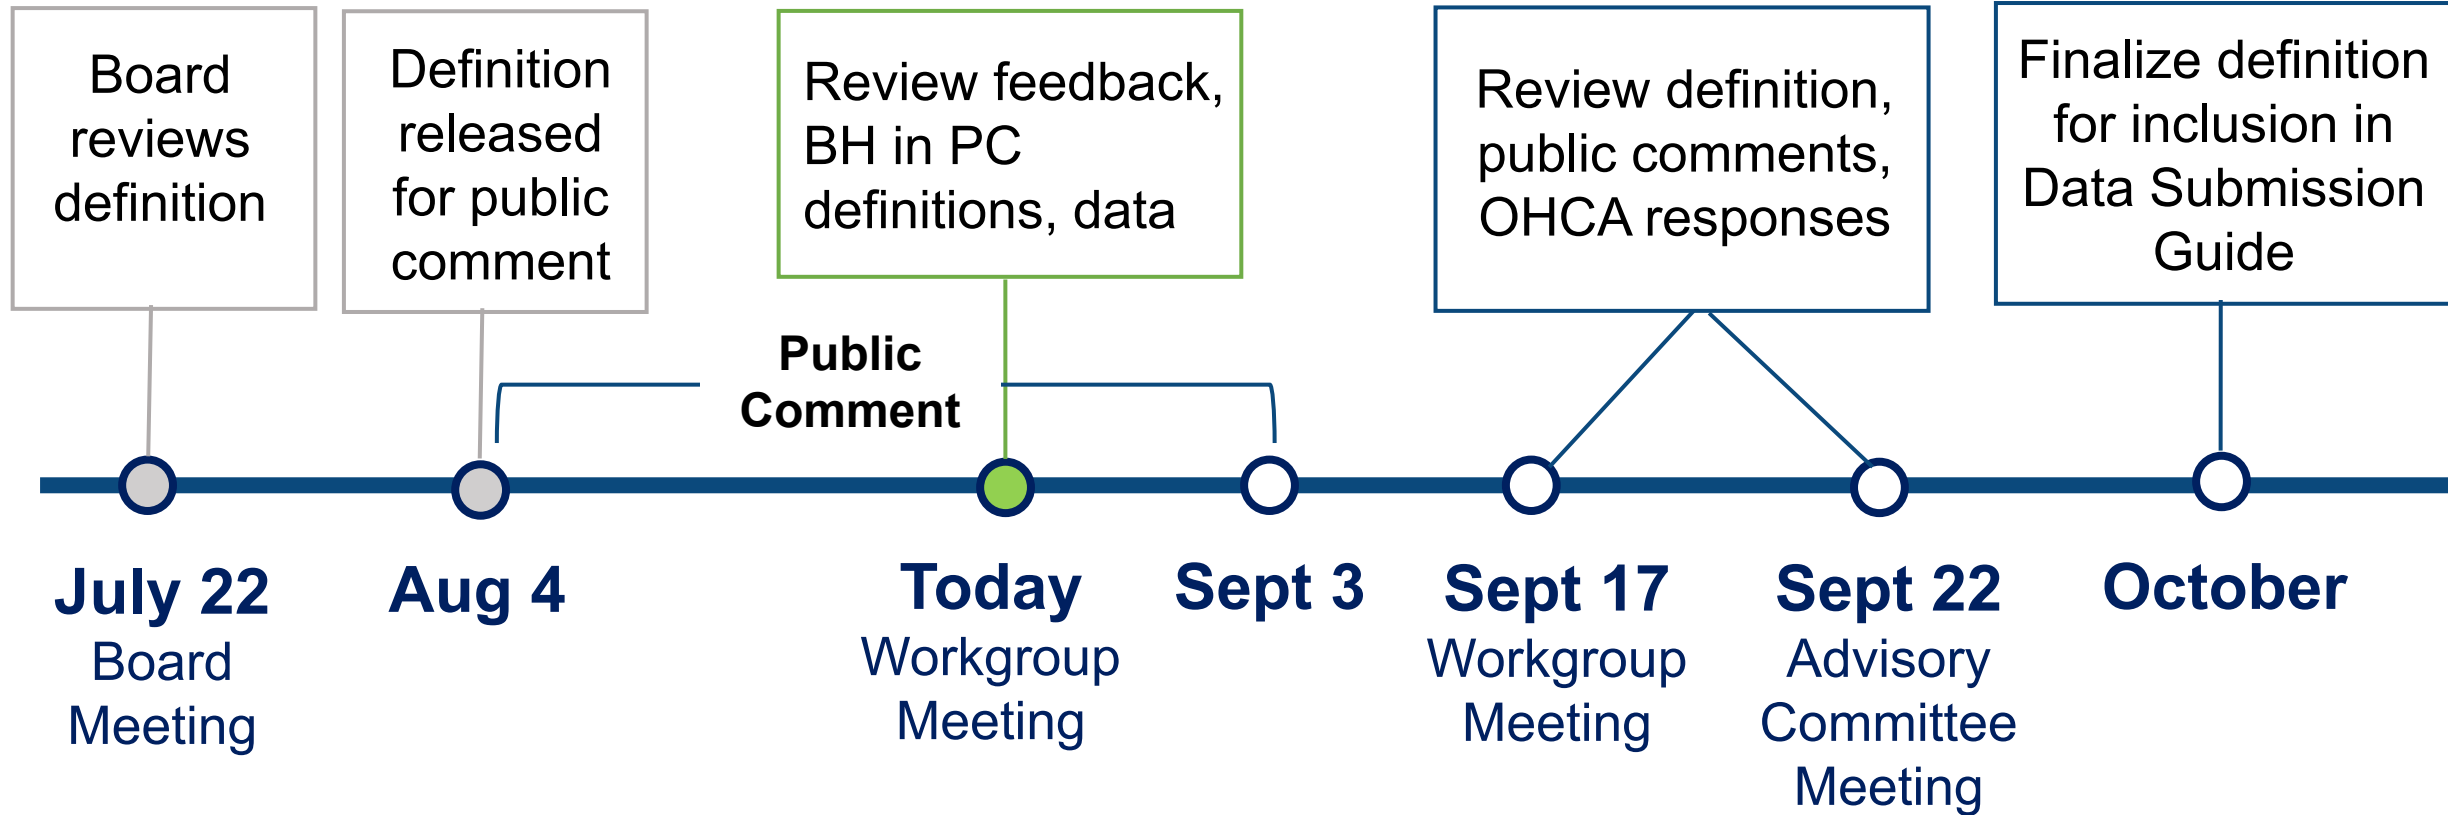 Board
reviews
definition
Definition
released
for public
comment
Review feedback,
BH in PC
definitions, data
Review definition,
public comments,
OHCA responses
Finalize definition
for inclusion in
Data Submission
Guide
Public
Comment
July 22
Board
Meeting
Aug 4
Today
Workgroup
Meeting
Sept 3
Sept 17
Workgroup
Meeting
Sept 22
Advisory
Committee
Meeting
October